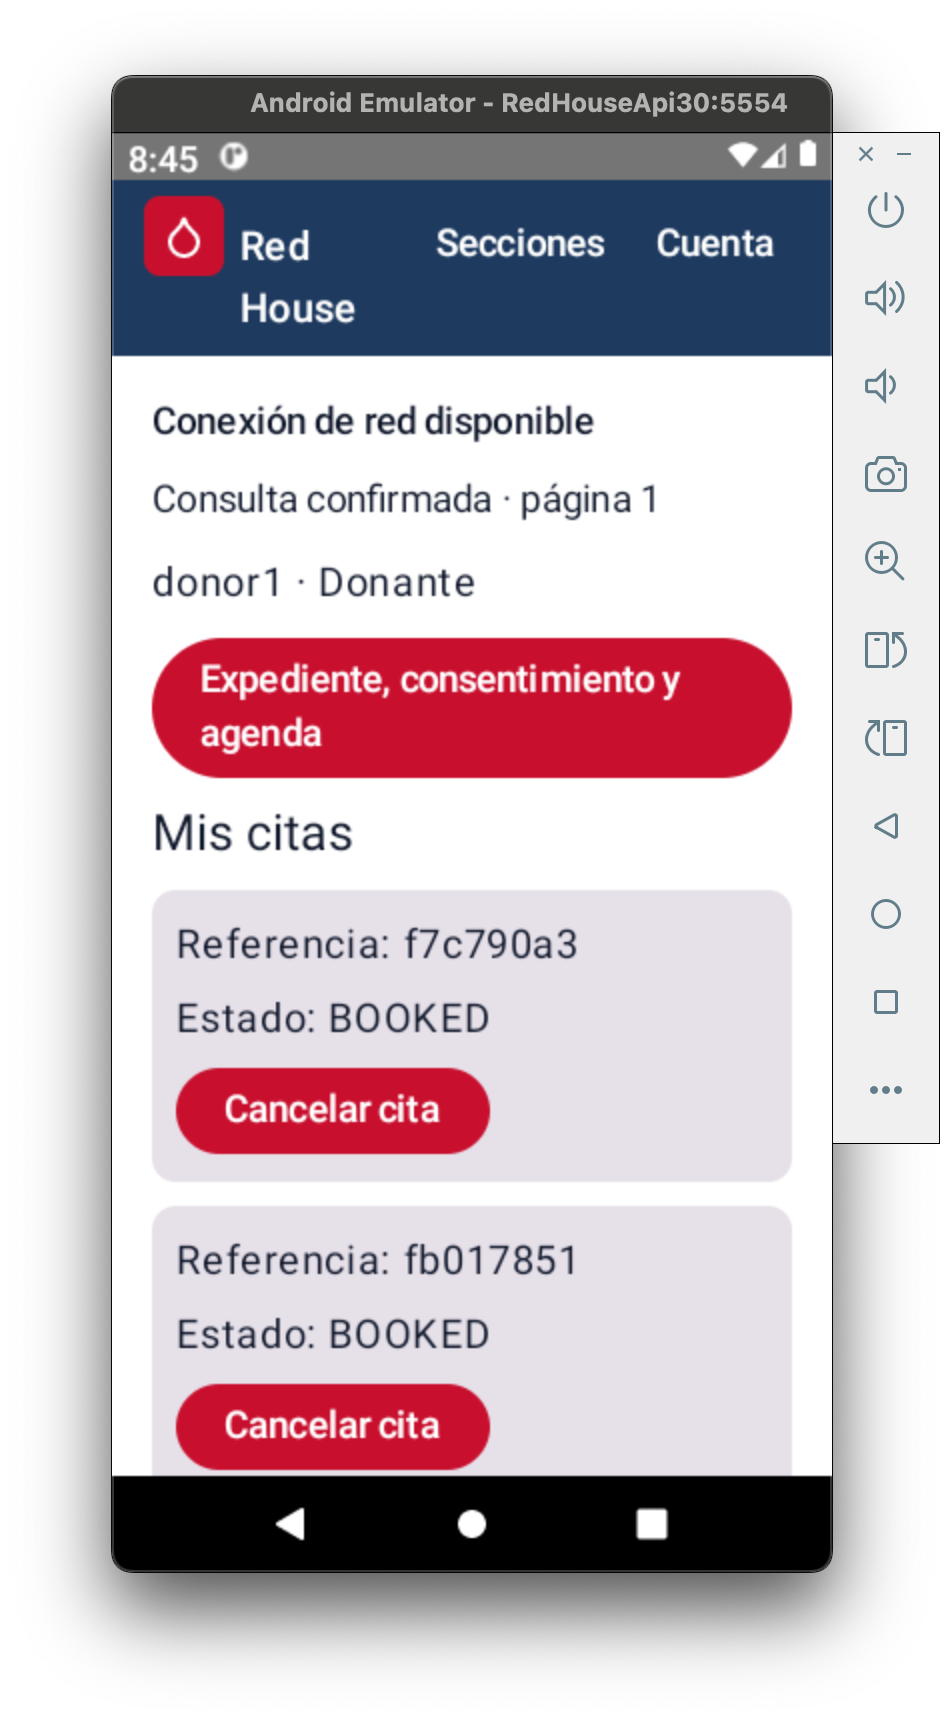 Android Emulator - RedHouseApi30:5554
8:45
Red
House
Secciones
Cuenta
Conexión de red disponible
Consulta confirmada · página 1
donor1 · Donante
Expediente, consentimiento y
agenda
Mis citas
Referencia: f7c790a3
Estado: BOOKED
Cancelar cita
Referencia: fb017851
Estado: BOOKED
Cancelar cita